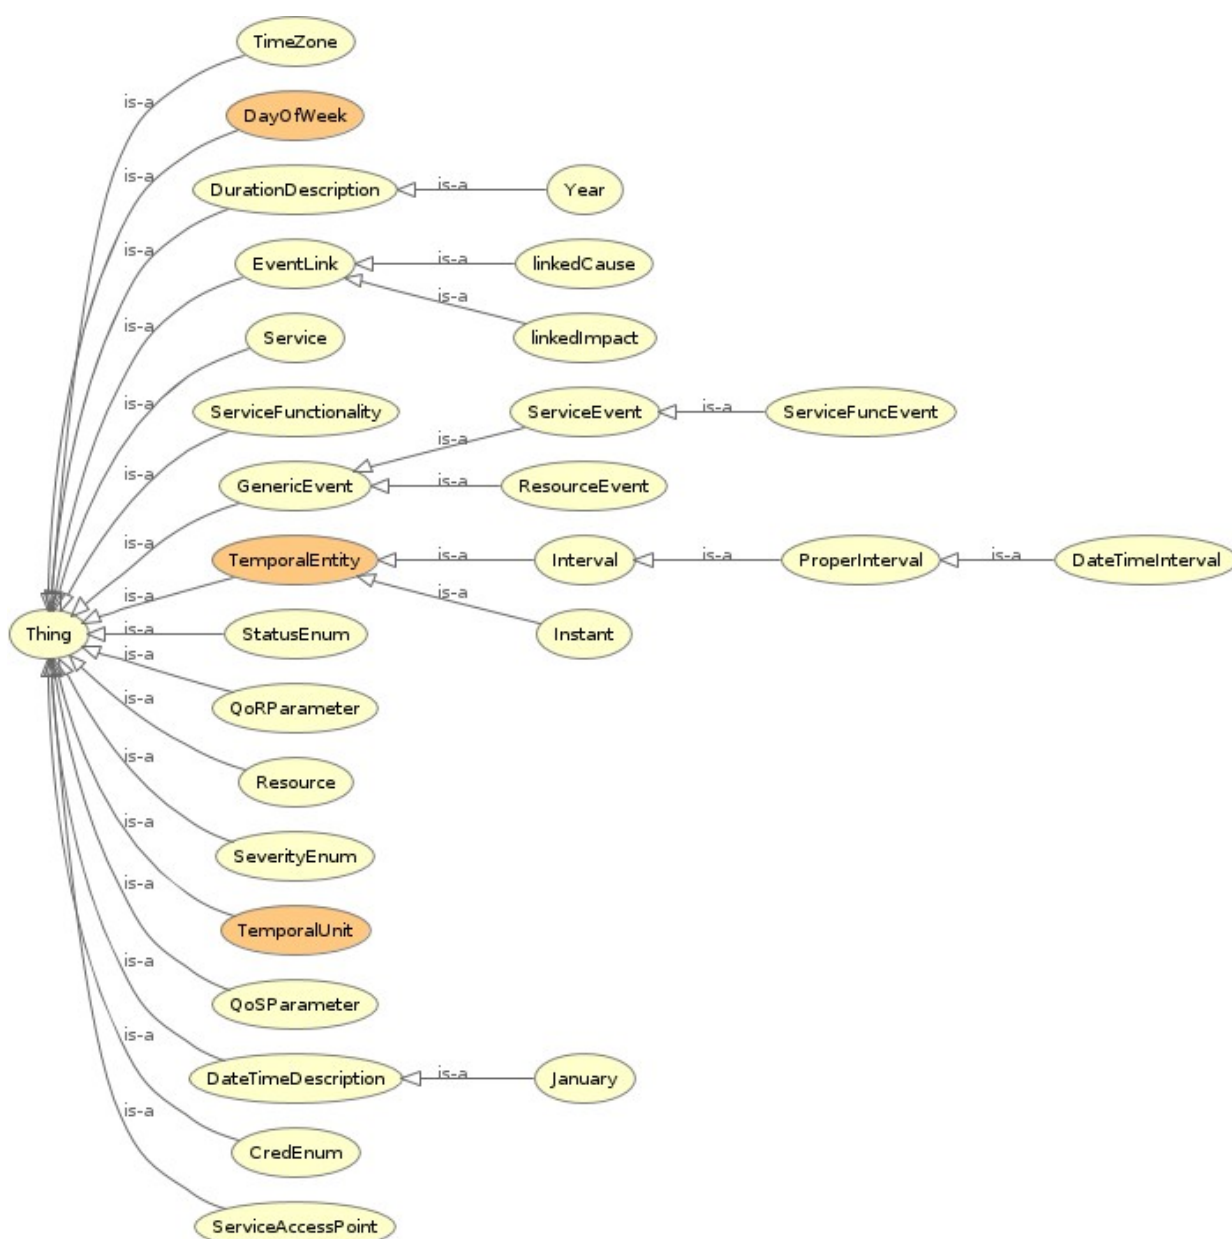 TimeZone
is-a
DayOfWeek
is-a
DurationDescription is-a Year
is-a
EventLink is-a linkedCause
is-a
is-a
Service linkedImpact
is-a
ServiceFunctionality ServiceEvent is-a ServiceFuncEvent
is-a
is-a
GenericEvent is-a ResourceEvent
is-a
TemporalEntity is-a Interval is-a ProperInterval is-a DateTimeInterval
is-a
Thing is-a StatusEnum Instant
is-a
QoRParameter
is-a
Resource
is-a
SeverityEnum
is-a
TemporalUnit
is-a
QoSParameter
is-a
DateTimeDescription is-a January
is-a
CredEnum
is-a
ServiceAccessPoint